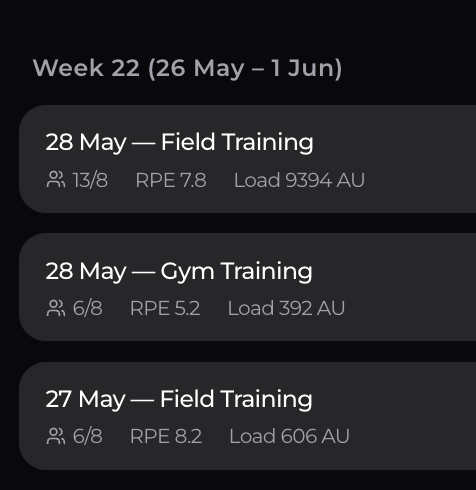 Week 22 (26 May – 1 Jun)
28 May — Field Training
13/8 RPE 7.8 Load 9394 AU
28 May — Gym Training
6/8 RPE 5.2 Load 392 AU
27 May — Field Training
6/8 RPE 8.2 Load 606 AU